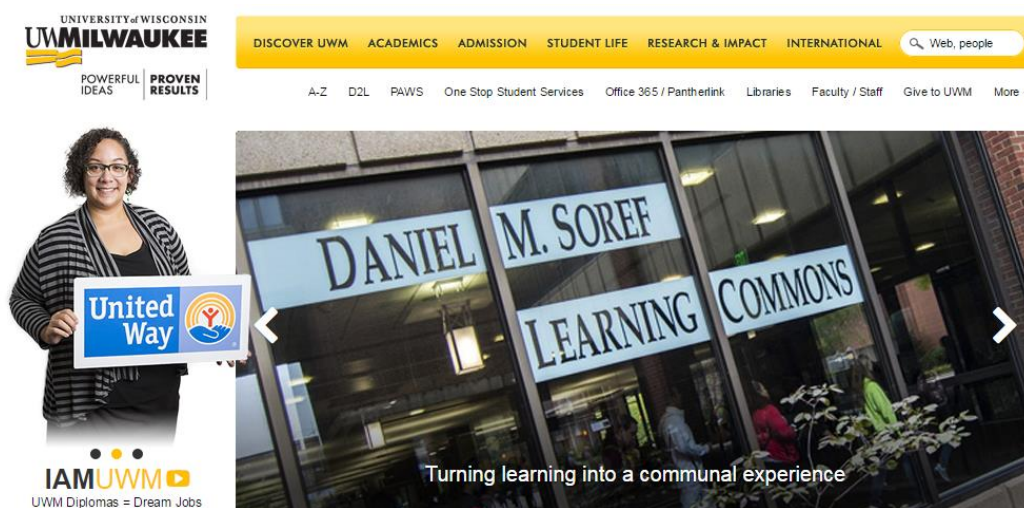 UNIVERSITY of WISCONSIN
UWMILWAUKEE
POWERFUL IDEAS
PROVEN RESULTS
DISCOVER UWM ACADEMICS ADMISSION STUDENT LIFE RESEARCH & IMPACT INTERNATIONAL Web, people
A-Z D2L PAWS One Stop Student Services Office 365 / Pantherlink Libraries Faculty / Staff Give to UWM More
United
Way
IAMUWM
UWM Diplomas = Dream Jobs
DANIEL M. SOREF
LEARNING COMMONS
Turning learning into a communal experience